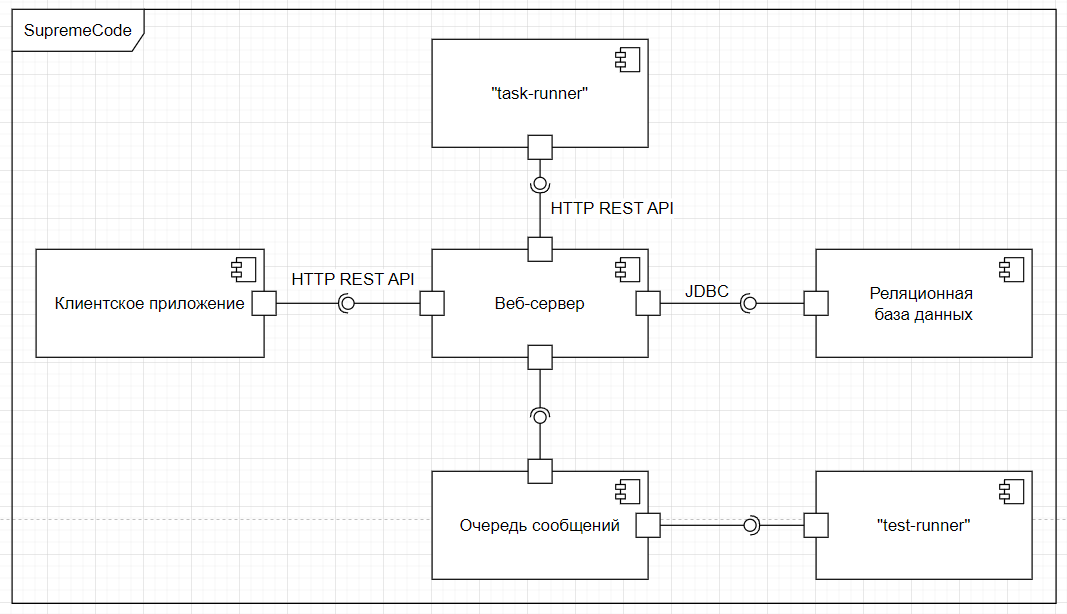 SupremeCode
"task-runner"
HTTP REST API
Клиентское приложение
HTTP REST API
Веб-сервер
JDBC
Реляционная
база данных
Очередь сообщений
"test-runner"